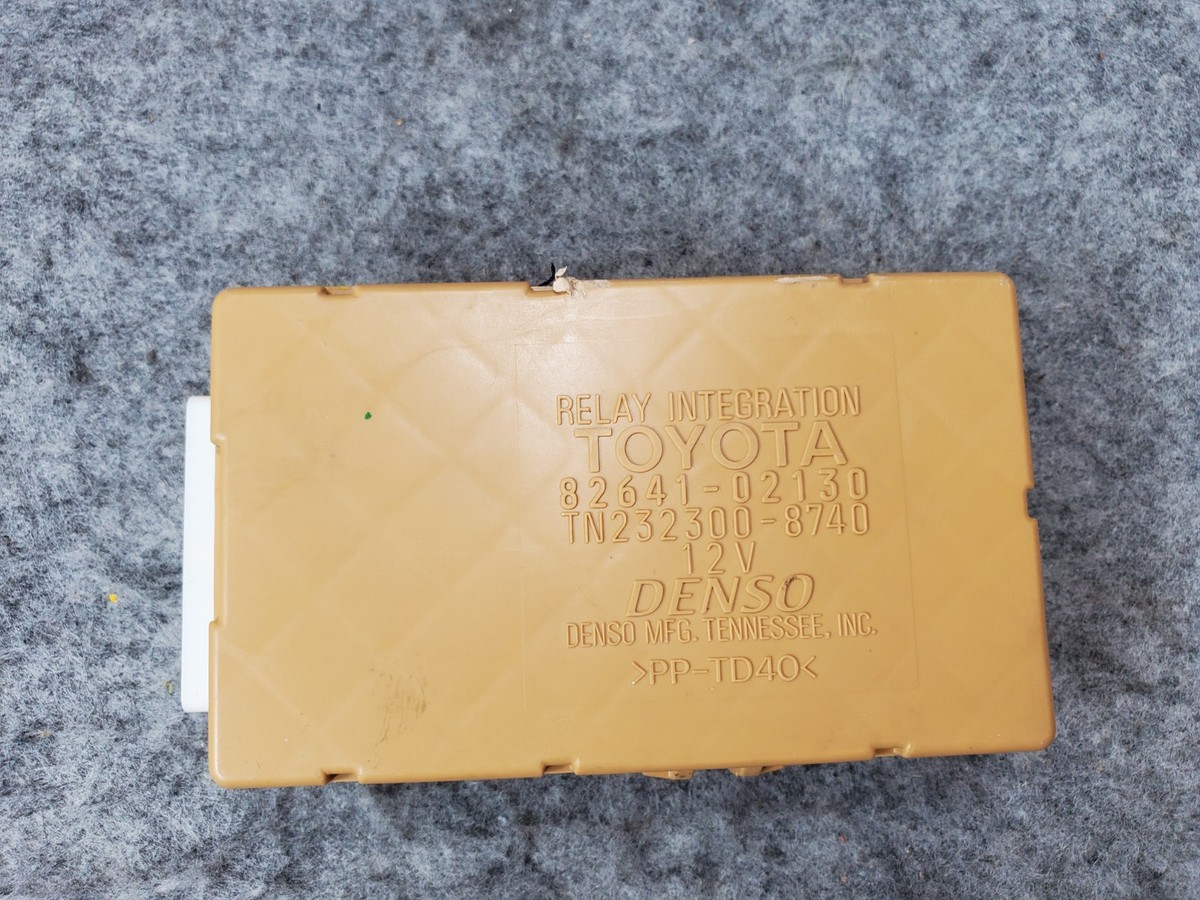 RELAY INTEGRATION
TOYOTA
82641-02130
TN232300-8740
12V
DENSO
DENSO MFG. TENNESSEE, INC.
>PP-TD40<